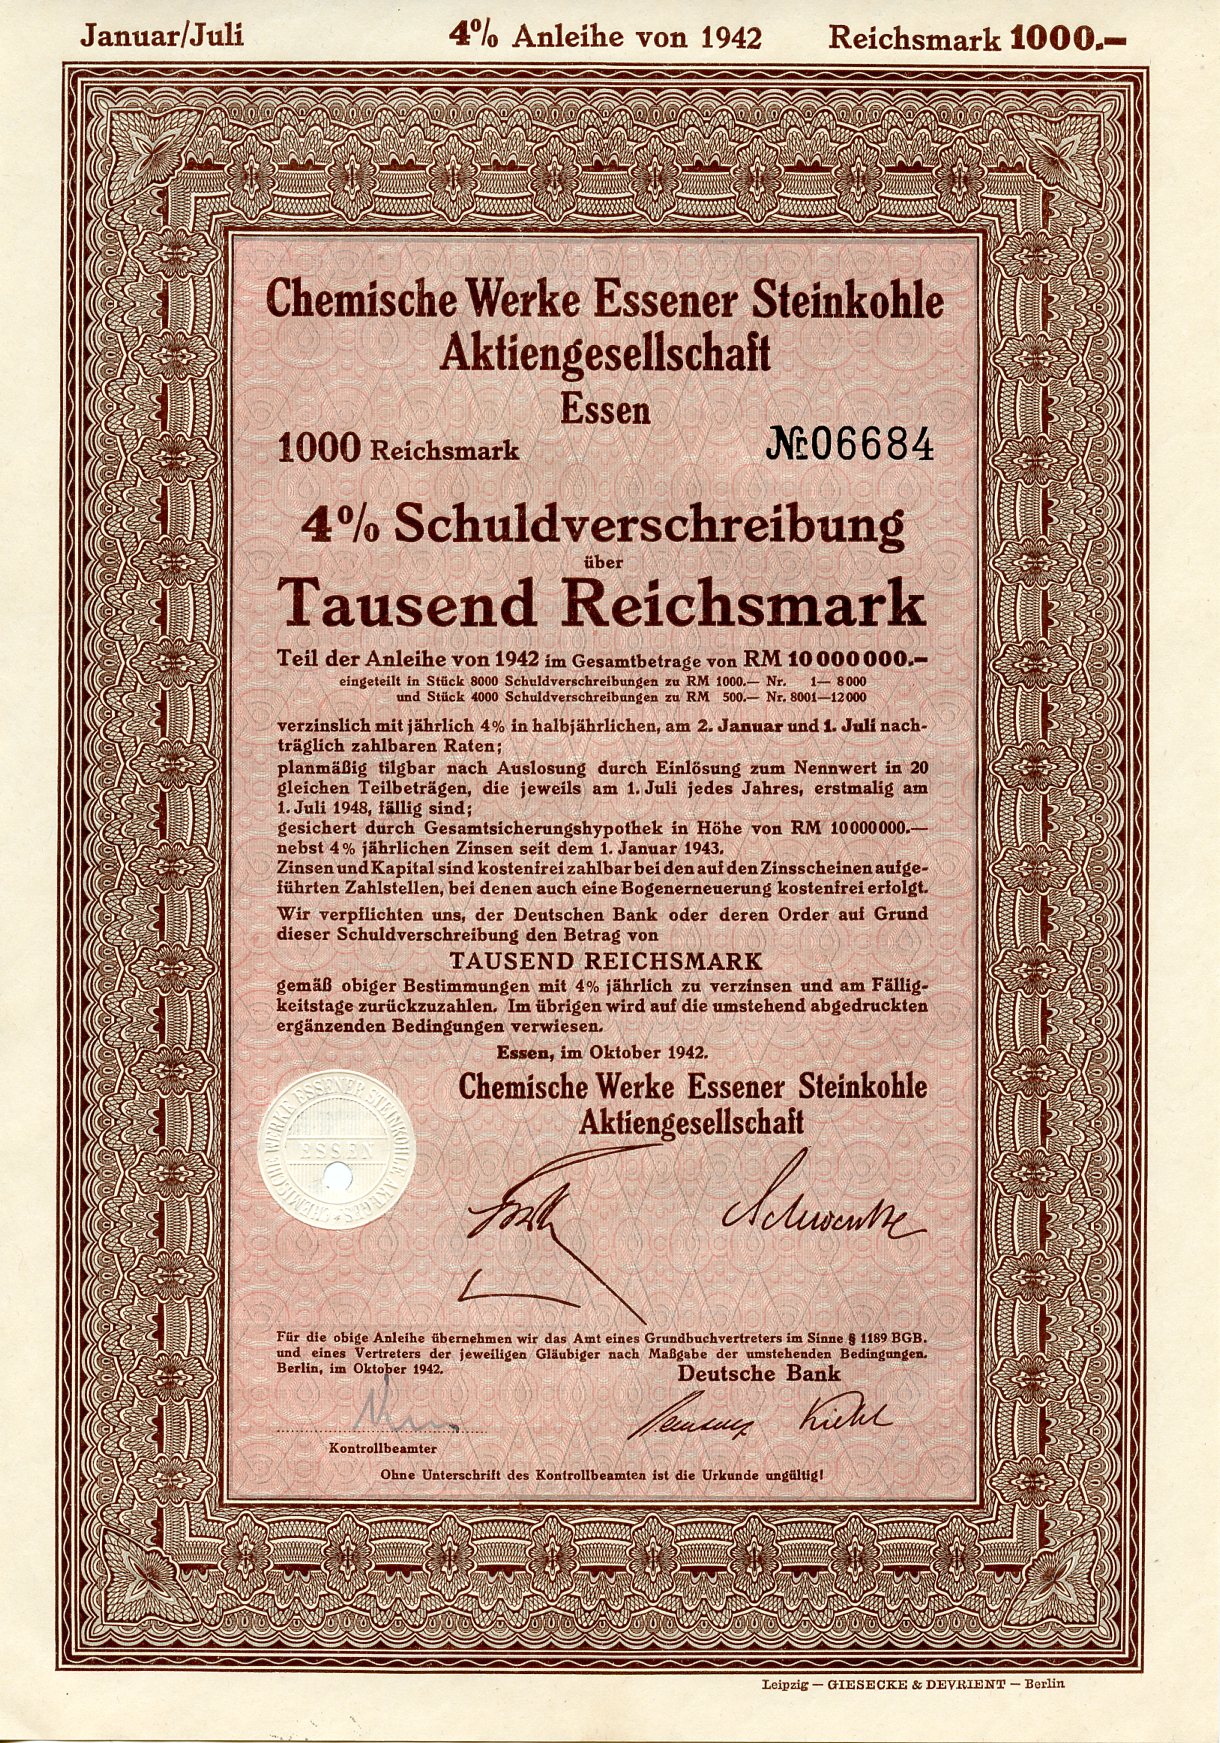 Januar/Juli 4% Anleihe von 1942 Reichsmark 1000.—
Chemische Werke Essener Steinkohle
Aktiengesellschaft
Essen
1000 Reichsmark Nr. 06684
4% Schuldverschreibung
über
Tausend Reichsmark
Teil der Anleihe von 1942 im Gesamtbetrage von RM 10 000 000.—
eingeteilt in Stück 8000 Schuldverschreibungen zu RM 1000.— Nr. 1— 8 000
und Stück 4000 Schuldverschreibungen zu RM 500.— Nr. 8001—12 000
verzinslich mit jährlich 4% in halbjährlichen, am 2. Januar und 1. Juli nach-
träglich zahlbaren Raten;
planmäßig tilgbar nach Auslosung durch Einlösung zum Nennwert in 20
gleichen Teilbeträgen, die jeweils am 1. Juli jedes Jahres, erstmalig am
1. Juli 1948, fällig sind;
gesichert durch Gesamtsicherungshypothek in Höhe von RM 10 000 000.—
nebst 4% jährlichen Zinsen seit dem 1. Januar 1943.
Zinsen und Kapital sind kostenfrei zahlbar bei den auf den Zinsscheinen aufge-
führten Zahlstellen, bei denen auch eine Bogenerneuerung kostenfrei erfolgt.
Wir verpflichten uns, der Deutschen Bank oder deren Order auf Grund
dieser Schuldverschreibung den Betrag von
TAUSEND REICHSMARK
gemäß obiger Bestimmungen mit 4% jährlich zu verzinsen und am Fällig-
keitstage zurückzuzahlen. Im übrigen wird auf die umstehend abgedruckten
ergänzenden Bedingungen verwiesen.
Essen, im Oktober 1942.
Chemische Werke Essener Steinkohle
Aktiengesellschaft
CHEMISCHE WERKE ESSENER STEINKOHLE AKT.-GES.
ESSEN
Für die obige Anleihe übernehmen wir das Amt eines Grundbuchvertreters im Sinne § 1189 BGB.
und eines Vertreters der jeweiligen Gläubiger nach Maßgabe der umstehenden Bedingungen.
Berlin, im Oktober 1942.
Deutsche Bank
Kontrollbeamter
Ohne Unterschrift des Kontrollbeamten ist die Urkunde ungültig!
Leipzig — GIESECKE & DEVRIENT — Berlin